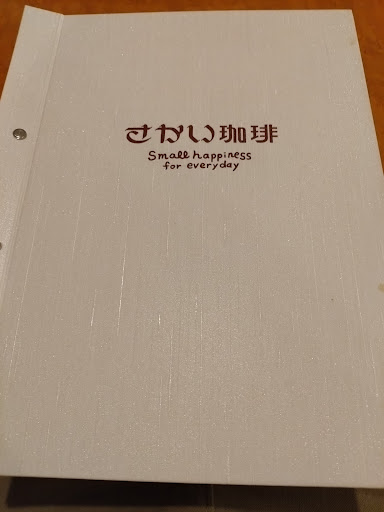 さかい珈琲
Small happiness
for everyday